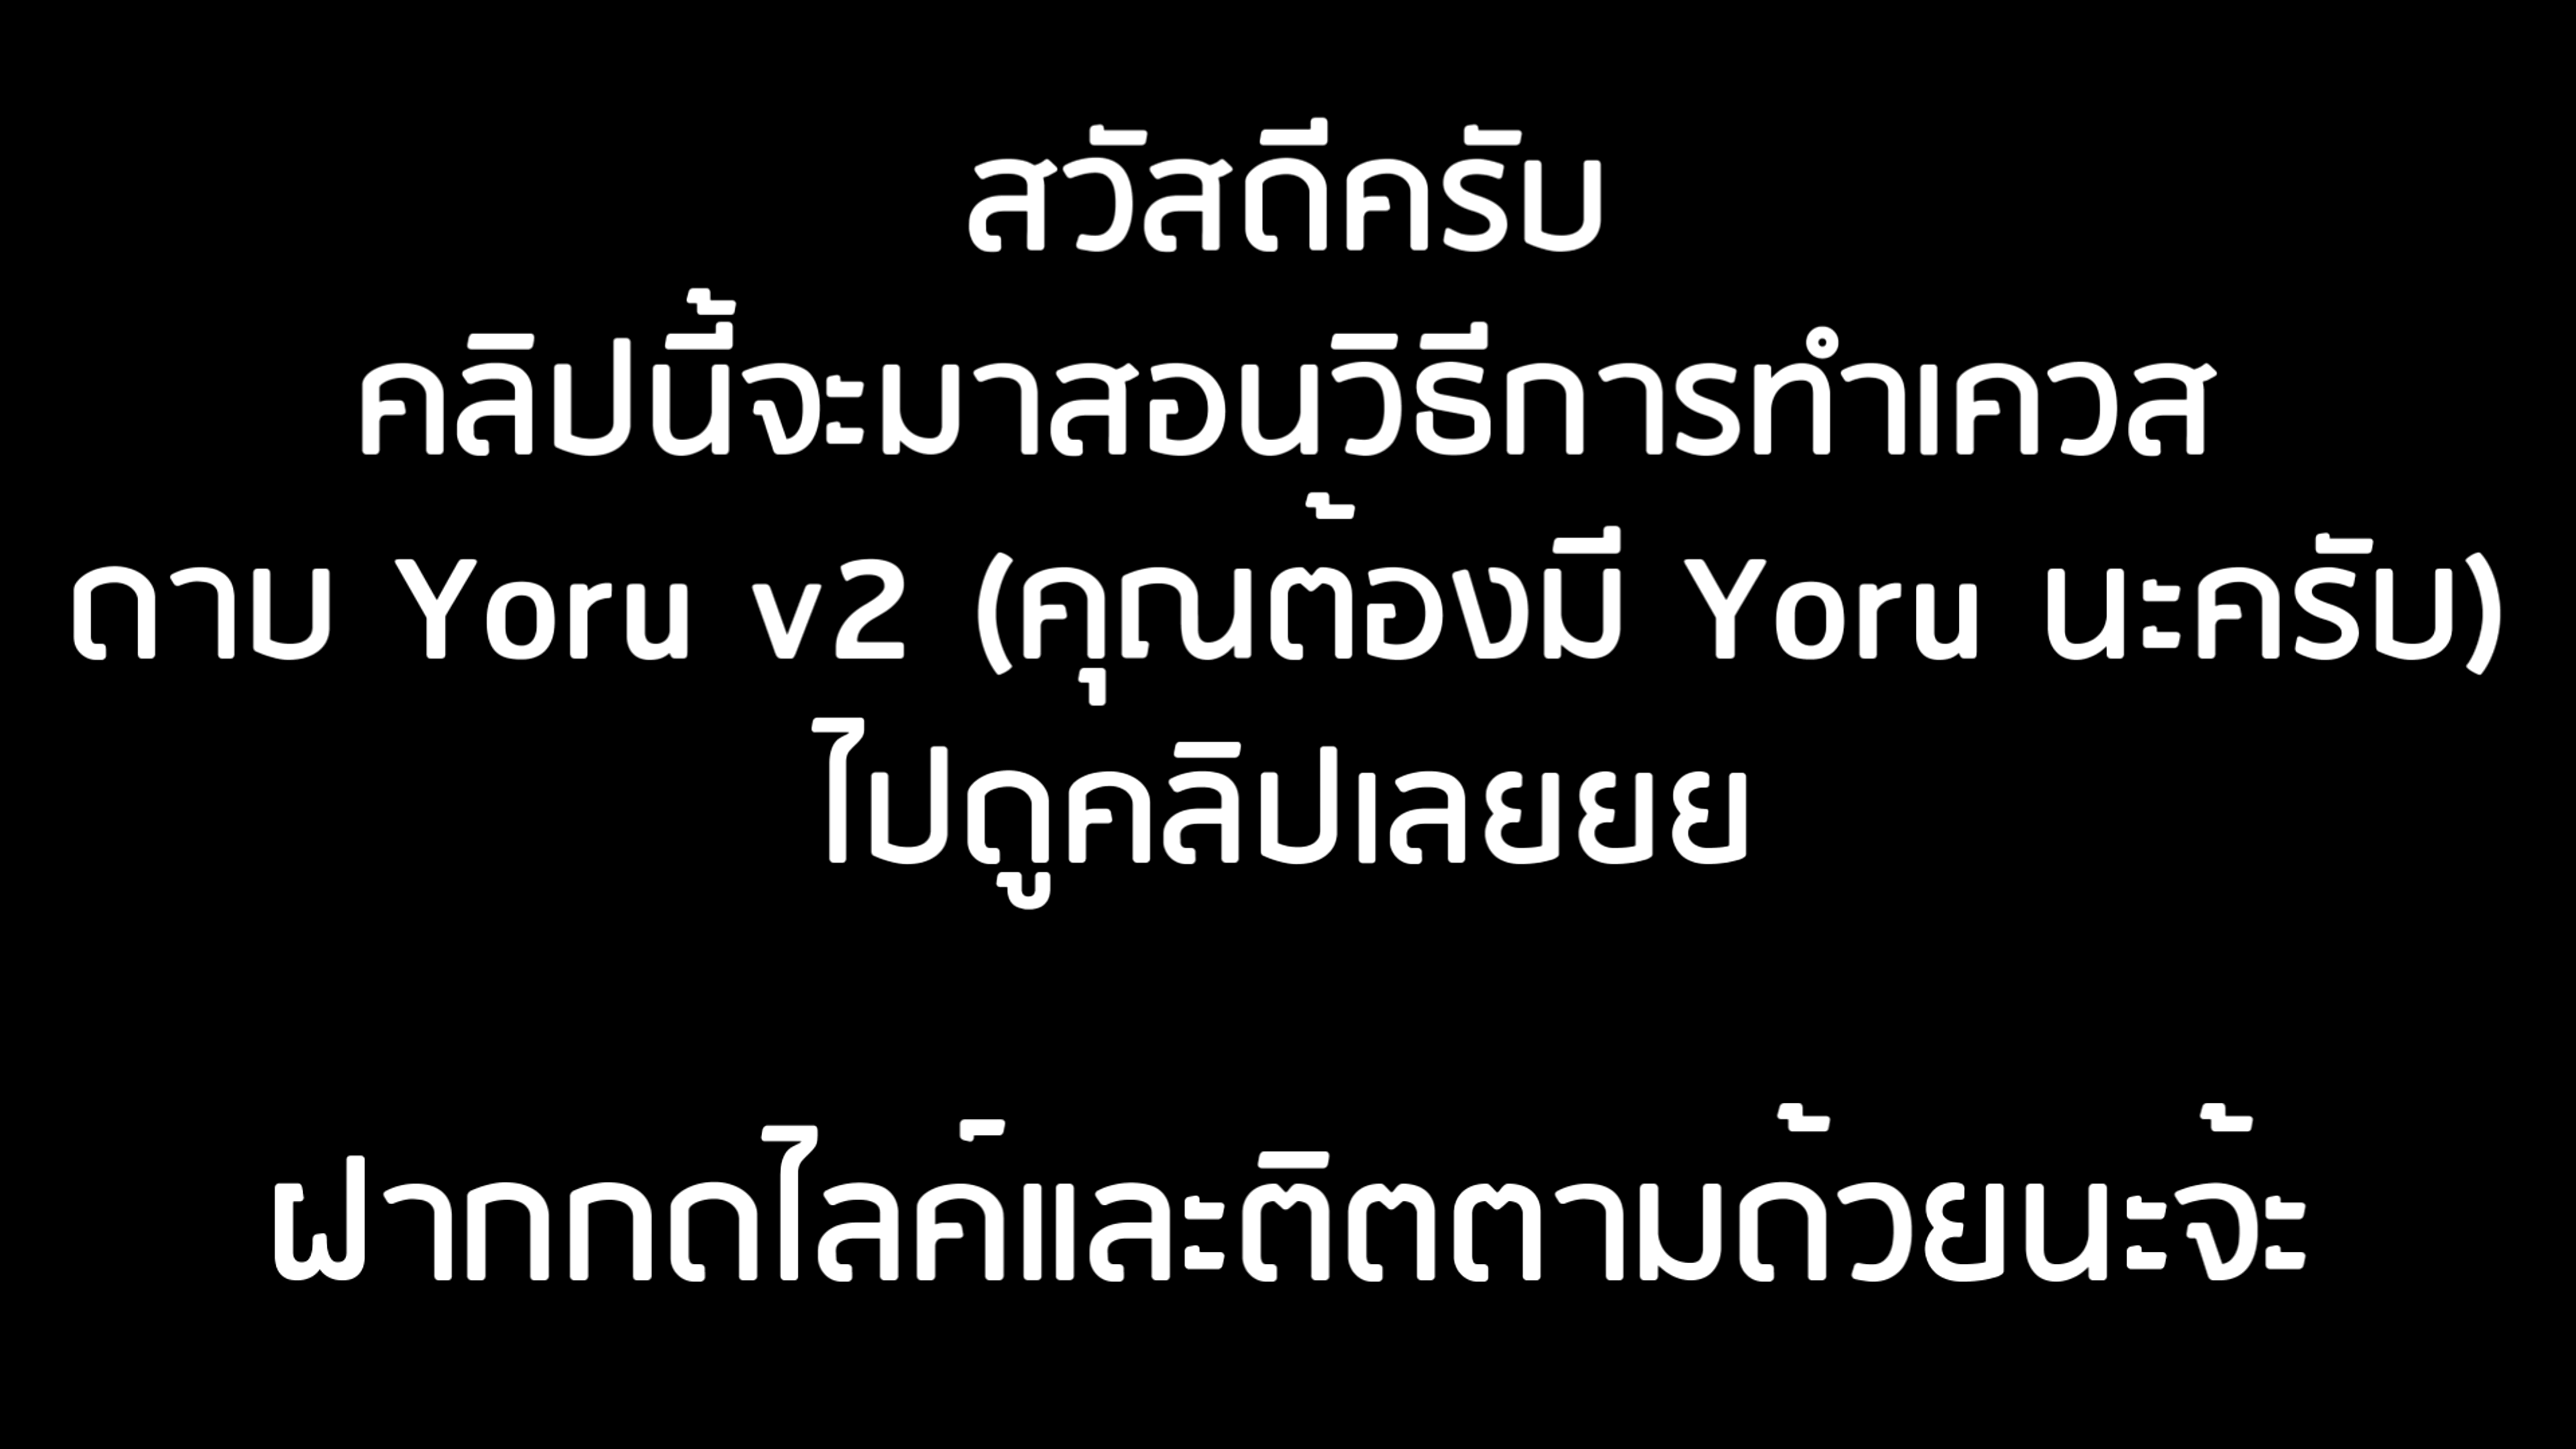 สวัสดีครับ
คลิปนี้จะมาสอนวิธีการทำเควส
ดาบ Yoru v2 (คุณต้องมี Yoru นะครับ)
ไปดูคลิปเลยยย
ฝากกดไลค์และติตตามด้วยนะจ้ะ